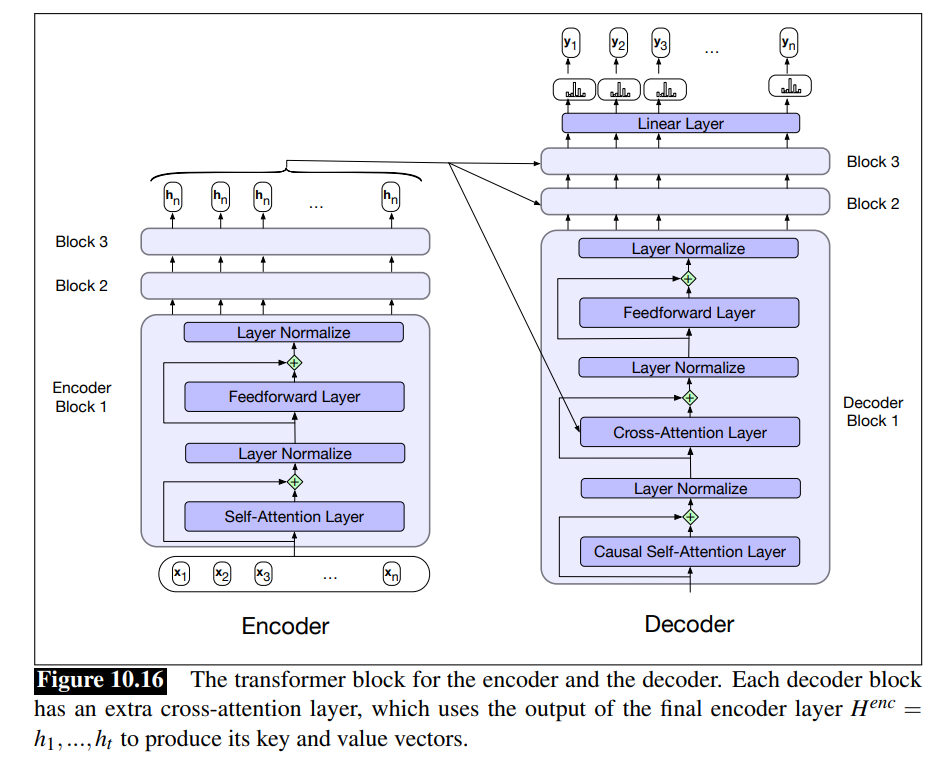 y1 y2 y3 ... yn
Linear Layer
Block 3
Block 2
Layer Normalize
Feedforward Layer
Layer Normalize
Cross-Attention Layer
Decoder
Block 1
Layer Normalize
Causal Self-Attention Layer
Decoder
hn hn hn ... hn
Block 3
Block 2
Layer Normalize
Feedforward Layer
Encoder
Block 1
Layer Normalize
Self-Attention Layer
x1 x2 x3 ... xn
Encoder
Figure 10.16 The transformer block for the encoder and the decoder. Each decoder block
has an extra cross-attention layer, which uses the output of the final encoder layer H^enc =
h1,...,ht to produce its key and value vectors.